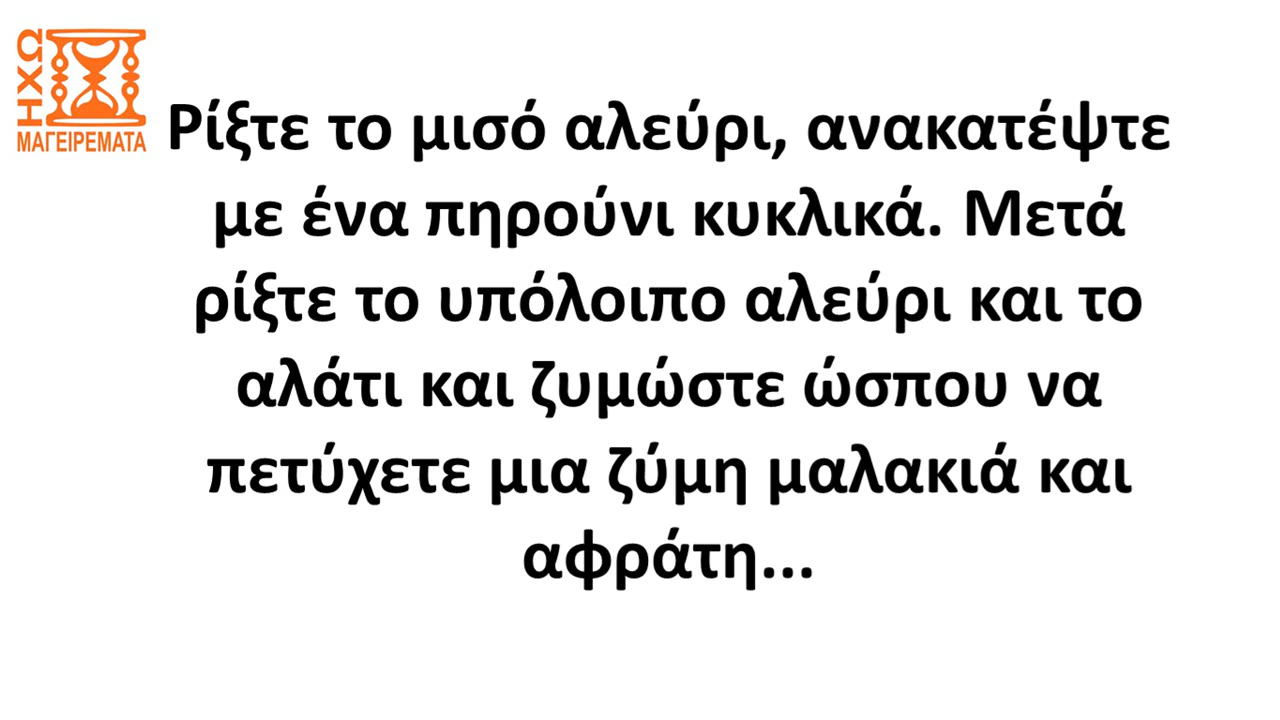 ΗΧΩ
ΜΑΓΕΙΡΕΜΑΤΑ
Ρίξτε το μισό αλεύρι, ανακατέψτε
με ένα πηρούνι κυκλικά. Μετά
ρίξτε το υπόλοιπο αλεύρι και το
αλάτι και ζυμώστε ώσπου να
πετύχετε μια ζύμη μαλακιά και
αφράτη...